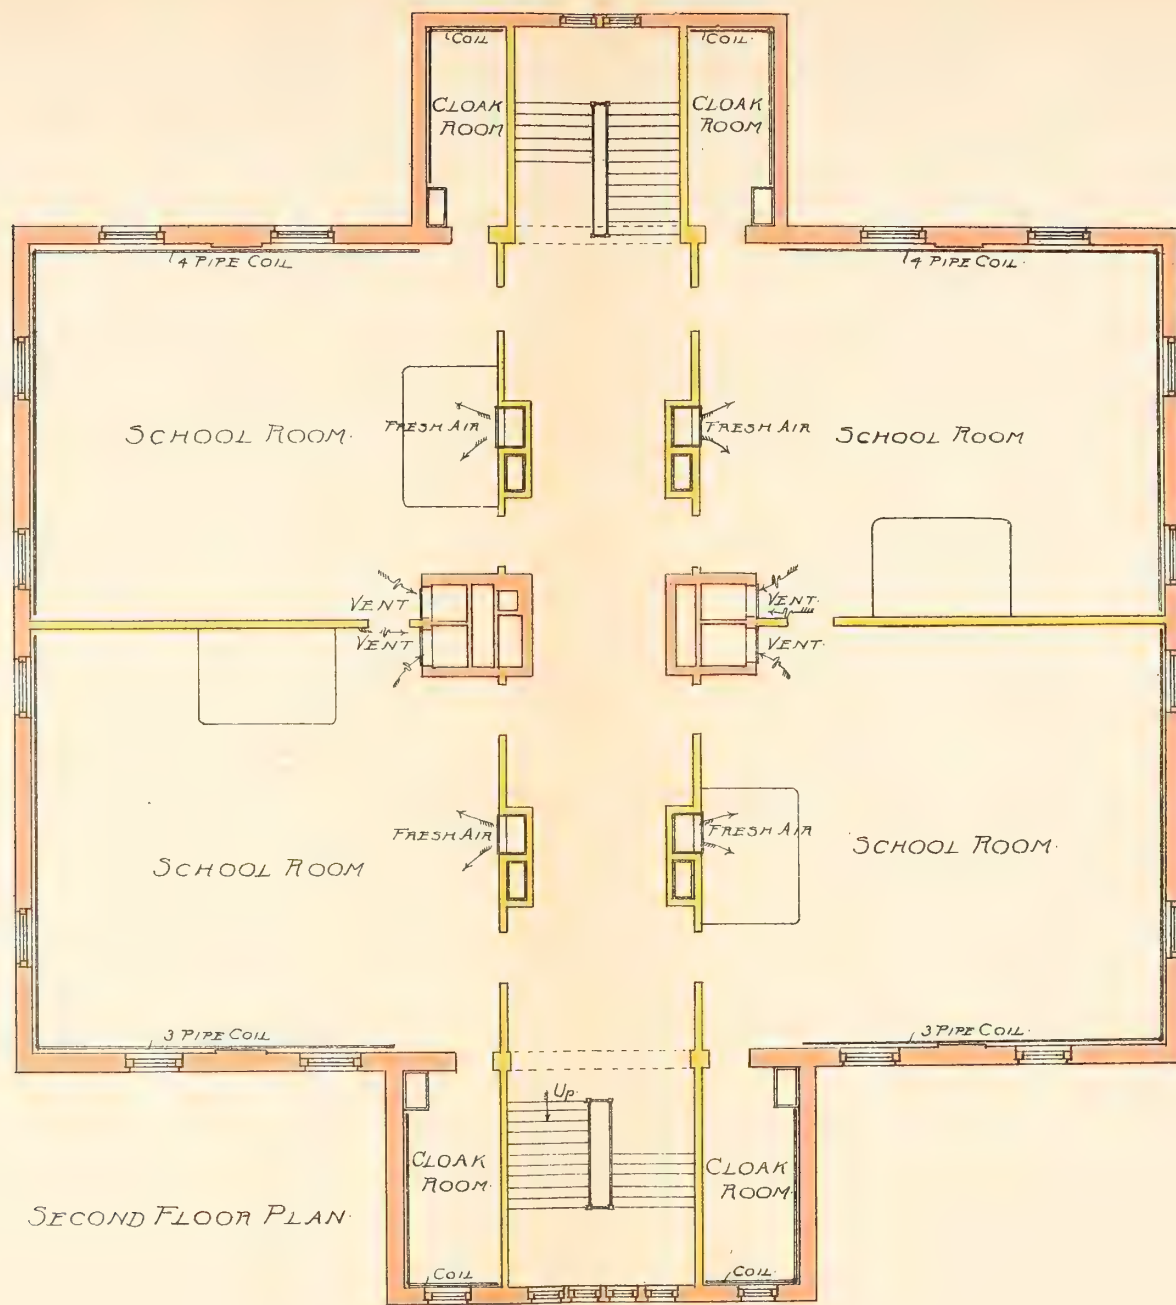 COIL
COIL.
CLOAK
ROOM
CLOAK
ROOM
4 PIPE COIL
4 PIPE COIL.
SCHOOL ROOM.
FRESH AIR
FRESH AIR
SCHOOL ROOM
VENT
VENT.
VENT
VENT.
FRESH AIR
FRESH AIR
SCHOOL ROOM
SCHOOL ROOM.
3 PIPE COIL
3 PIPE COIL.
UP.
CLOAK
ROOM.
CLOAK
ROOM.
SECOND FLOOR PLAN.
COIL
COIL.